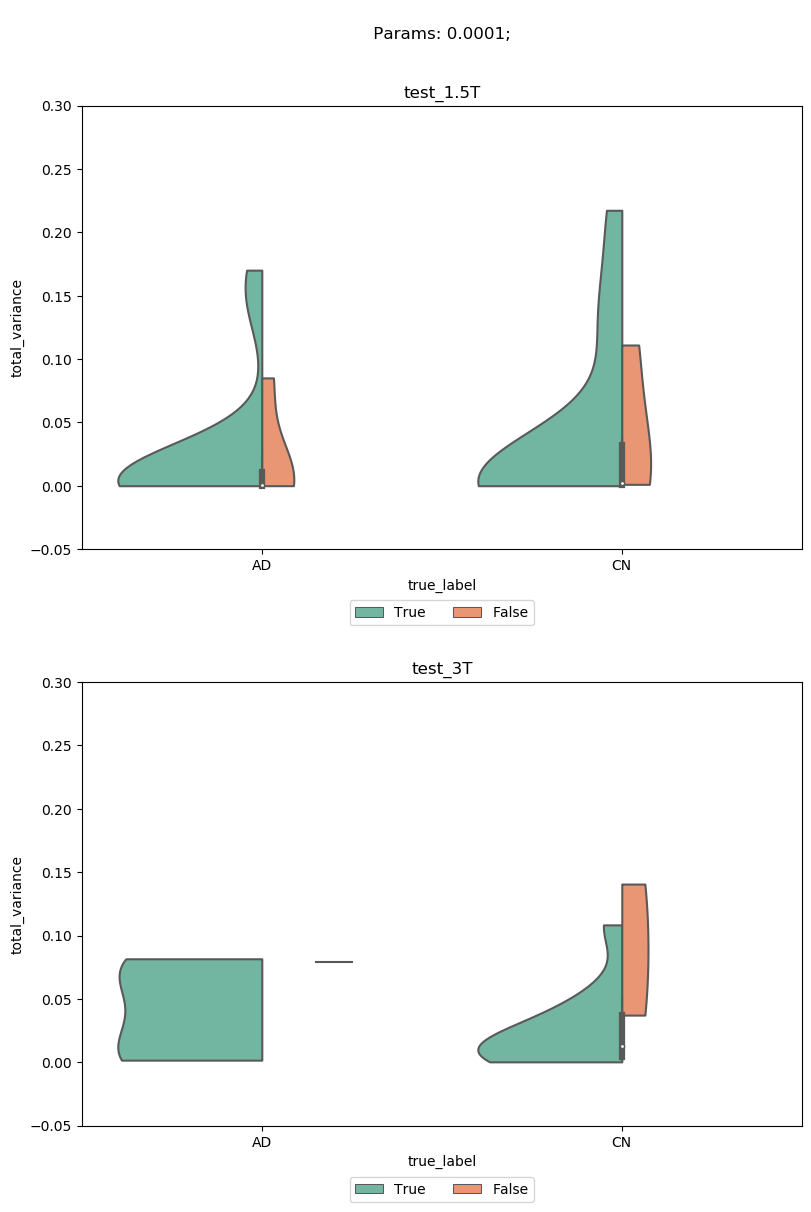 Params: 0.0001;
test_1.5T
0.30
0.25
0.20
0.15
0.10
0.05
0.00
−0.05
total_variance
AD CN
true_label
True False
test_3T
0.30
0.25
0.20
0.15
0.10
0.05
0.00
−0.05
total_variance
AD CN
true_label
True False